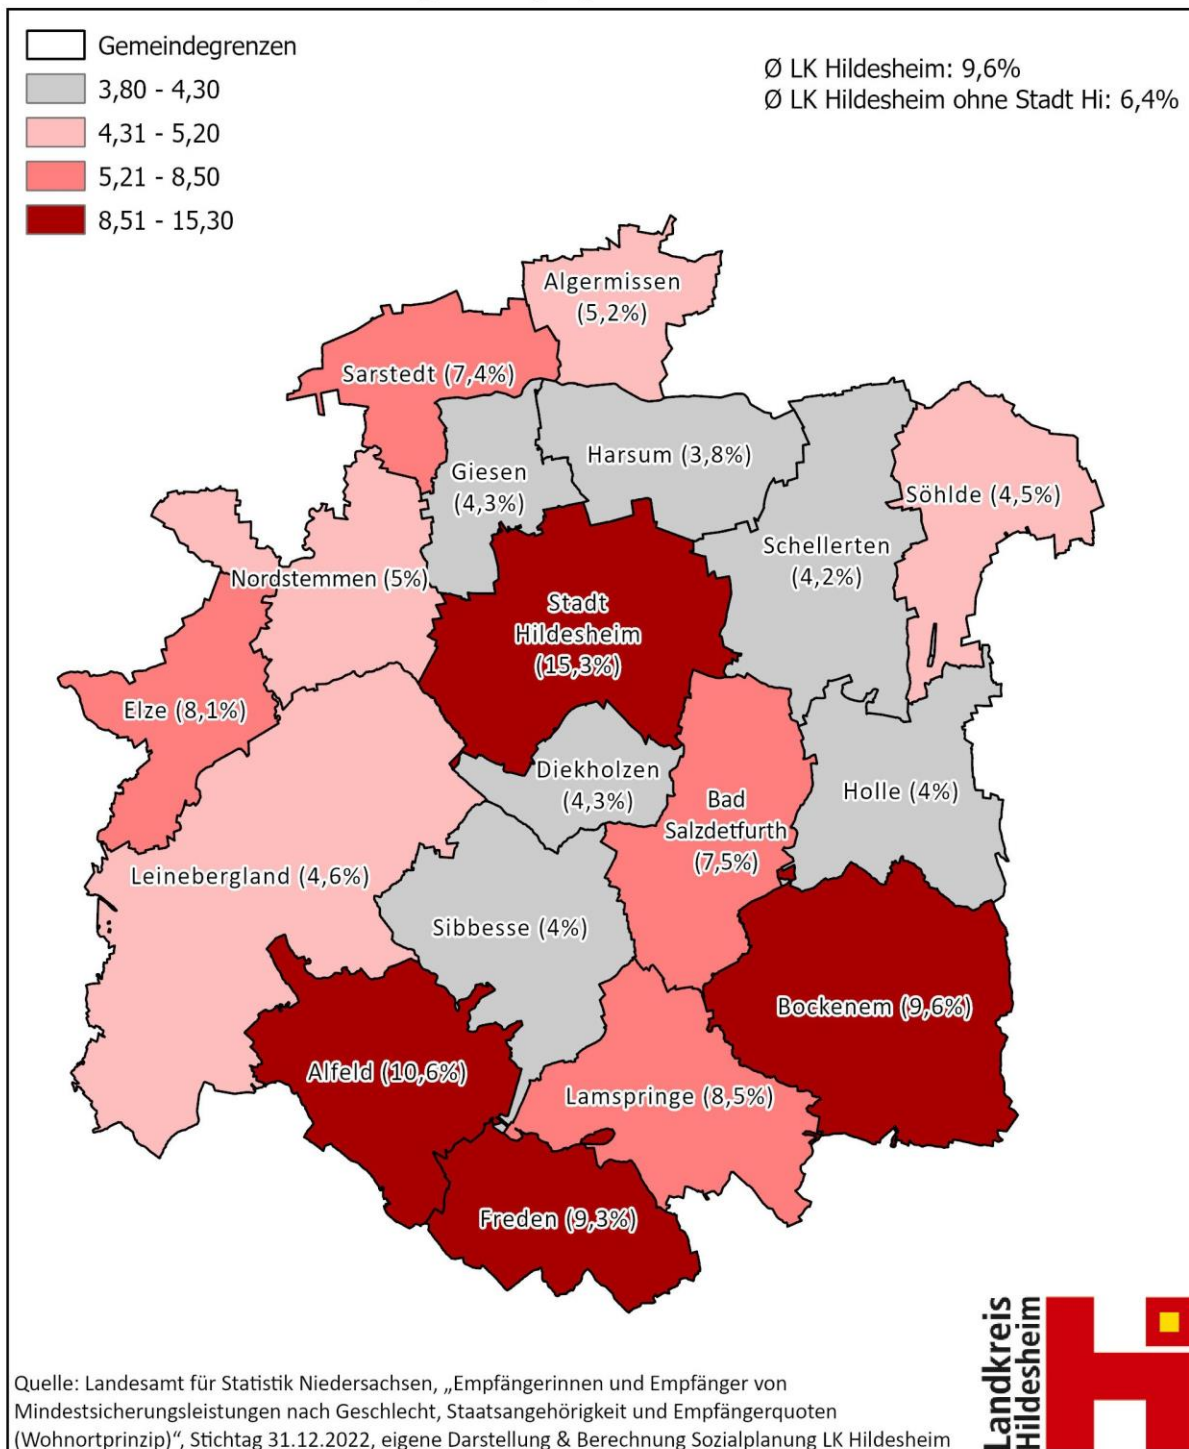 Gemeindegrenzen
3,80 - 4,30
4,31 - 5,20
5,21 - 8,50
8,51 - 15,30
Ø LK Hildesheim: 9,6%
Ø LK Hildesheim ohne Stadt Hi: 6,4%
Algermissen
(5,2%)
Sarstedt (7,4%)
Harsum (3,8%)
Giesen
(4,3%)
Söhlde (4,5%)
Schellerten
(4,2%)
Nordstemmen (5%)
Stadt
Hildesheim
(15,3%)
Elze (8,1%)
Diekholzen
(4,3%)
Bad
Salzdetfurth
(7,5%)
Holle (4%)
Leinebergland (4,6%)
Sibbesse (4%)
Bockenem (9,6%)
Alfeld (10,6%)
Lamspringe (8,5%)
Freden (9,3%)
Quelle: Landesamt für Statistik Niedersachsen, „Empfängerinnen und Empfänger von
Mindestsicherungsleistungen nach Geschlecht, Staatsangehörigkeit und Empfängerquoten
(Wohnortprinzip)“, Stichtag 31.12.2022, eigene Darstellung & Berechnung Sozialplanung LK Hildesheim
Landkreis
Hildesheim